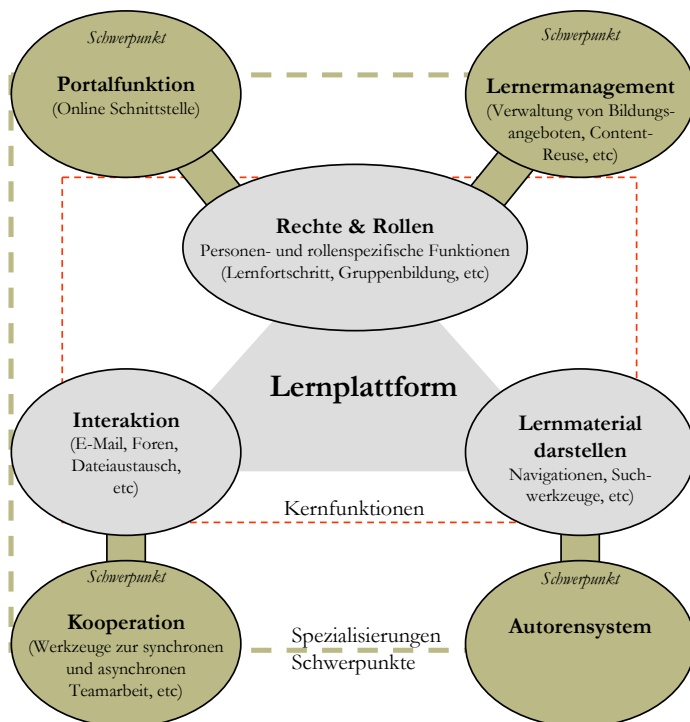 Schwerpunkt
Portalfunktion
(Online Schnittstelle)
Schwerpunkt
Lernermanagement
(Verwaltung von Bildungs-
angeboten, Content-
Reuse, etc)
Rechte & Rollen
Personen- und rollenspezifische Funktionen
(Lernfortschritt, Gruppenbildung, etc)
Lernplattform
Interaktion
(E-Mail, Foren,
Dateiaustausch,
etc)
Lernmaterial
darstellen
Navigationen, Such-
werkzeuge, etc)
Kernfunktionen
Schwerpunkt
Kooperation
(Werkzeuge zur synchronen
und asynchronen
Teamarbeit, etc)
Spezialisierungen
Schwerpunkte
Schwerpunkt
Autorensystem